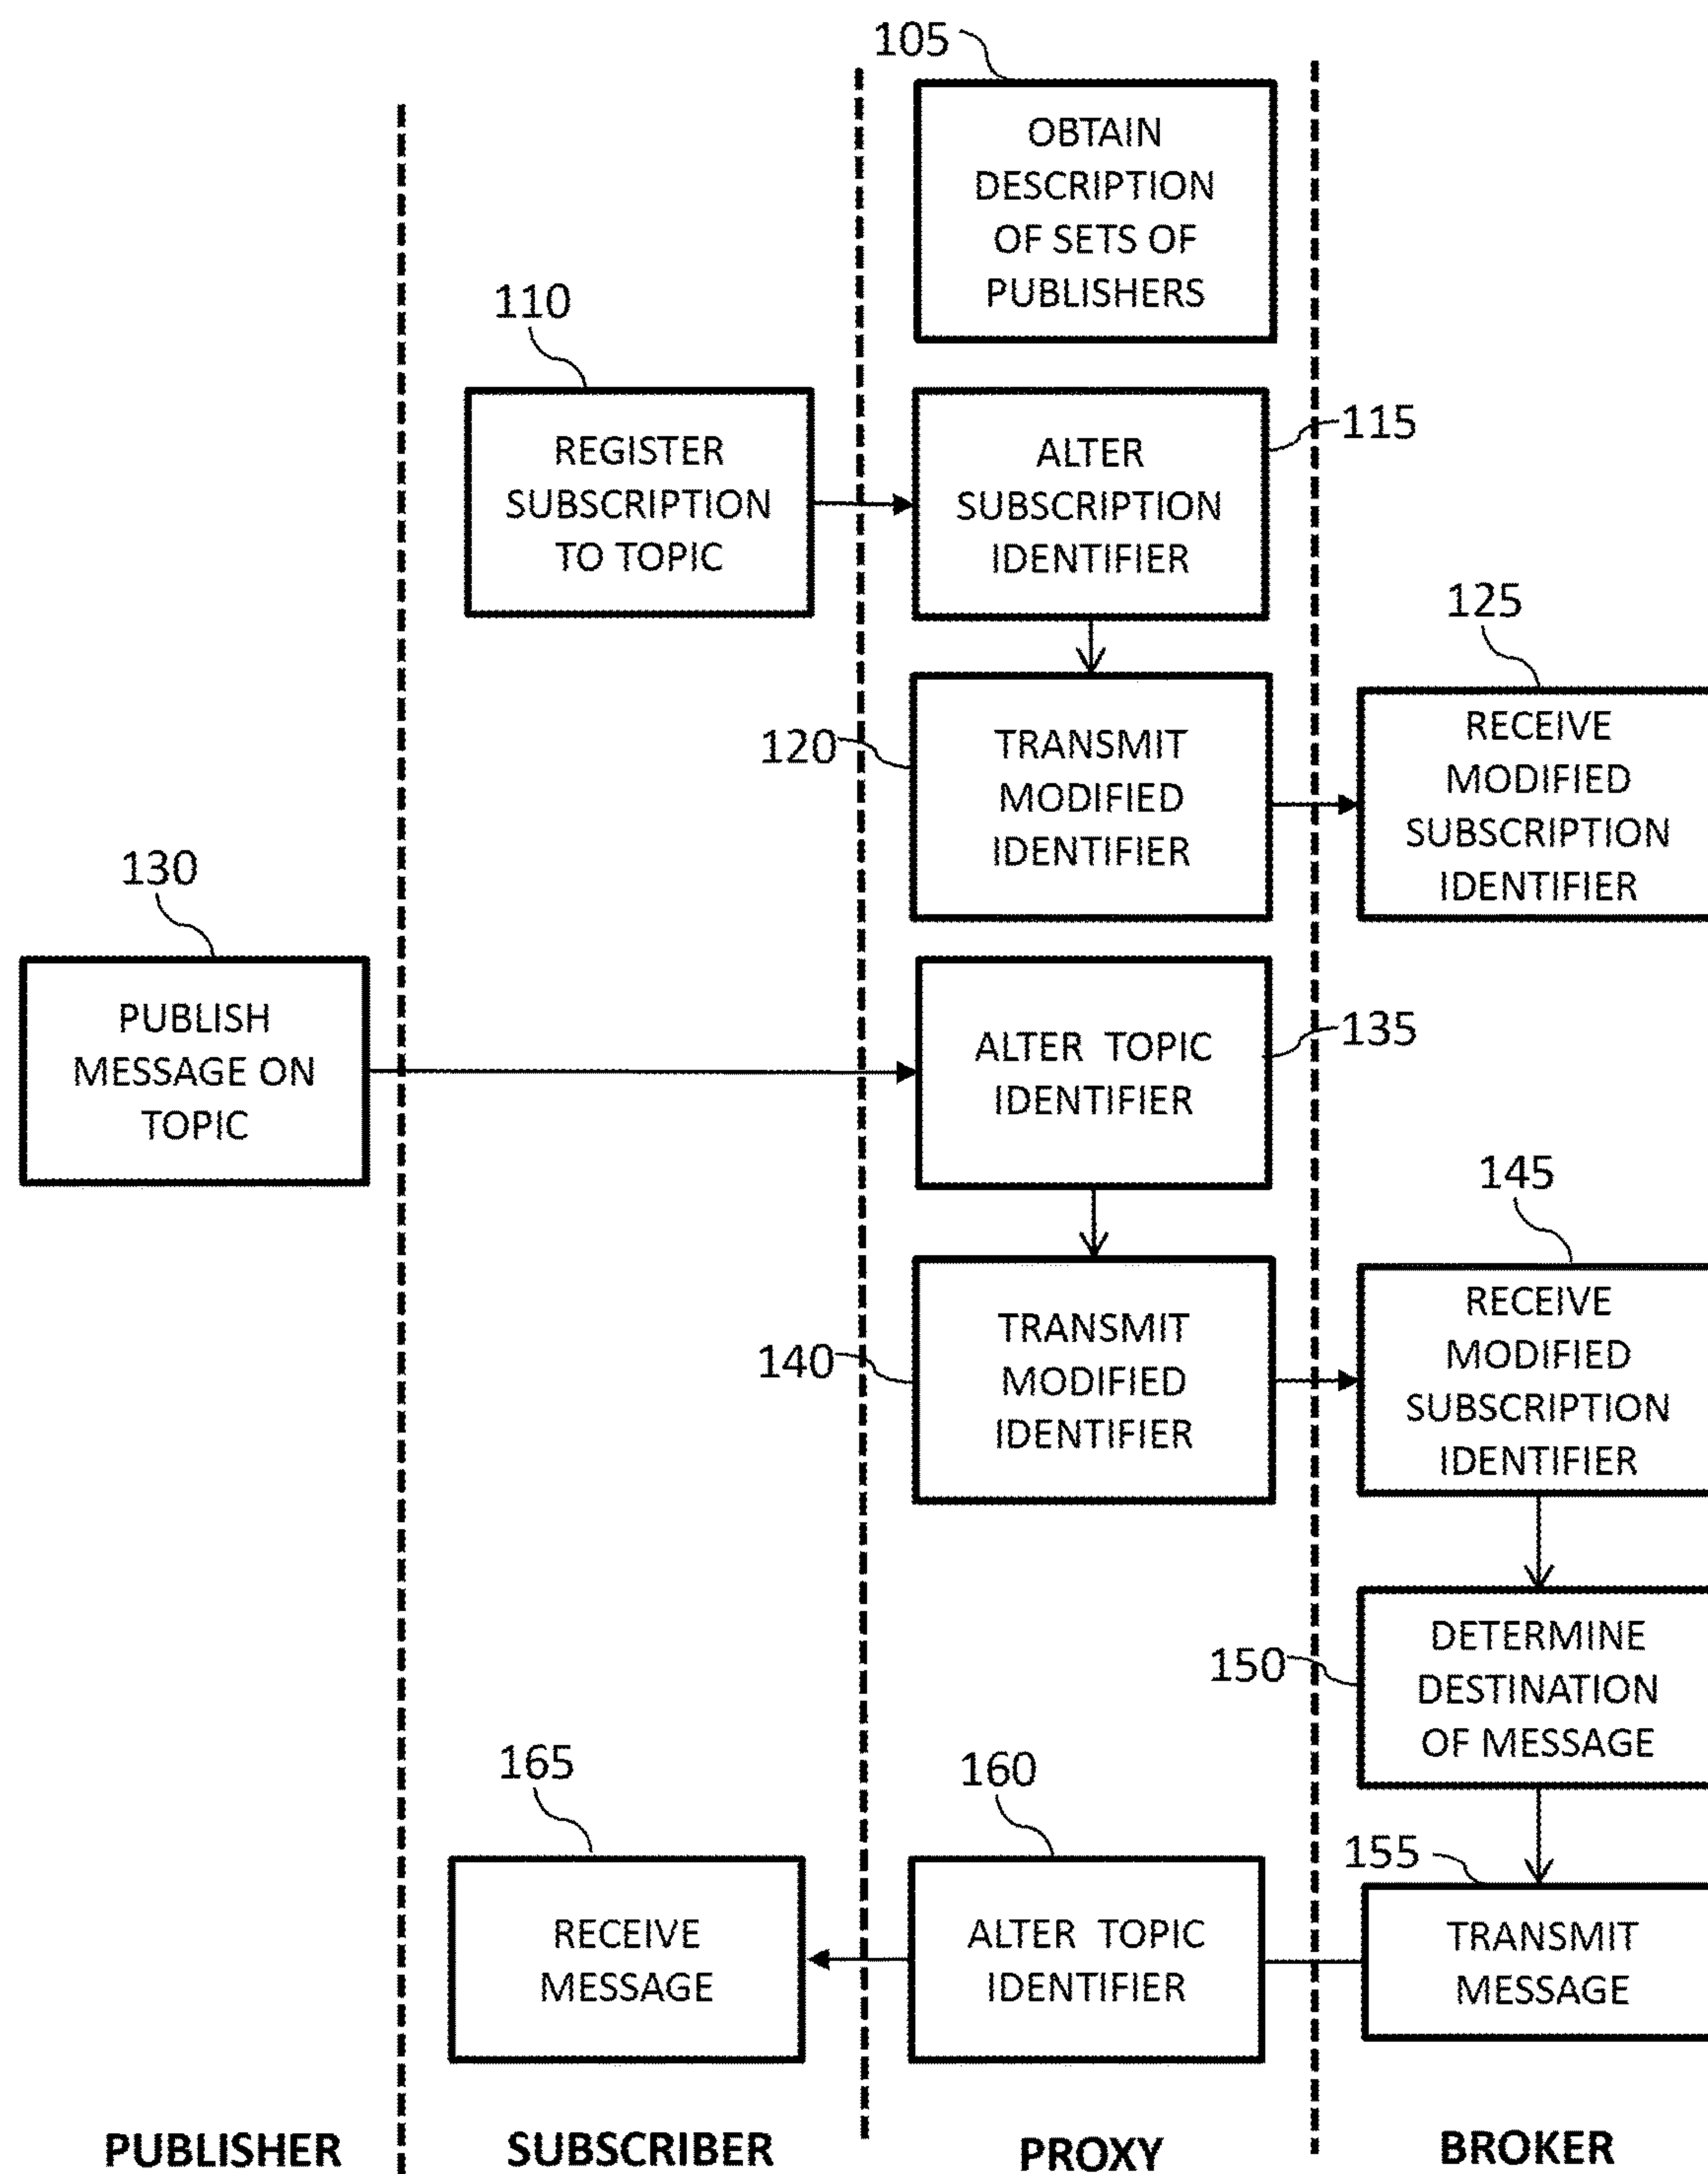 105
OBTAIN
DESCRIPTION
OF SETS OF
PUBLISHERS
110
REGISTER
SUBSCRIPTION
TO TOPIC
ALTER
SUBSCRIPTION
IDENTIFIER
115
120
TRANSMIT
MODIFIED
IDENTIFIER
125
RECEIVE
MODIFIED
SUBSCRIPTION
IDENTIFIER
130
PUBLISH
MESSAGE ON
TOPIC
ALTER TOPIC
IDENTIFIER
135
140
TRANSMIT
MODIFIED
IDENTIFIER
145
RECEIVE
MODIFIED
SUBSCRIPTION
IDENTIFIER
150
DETERMINE
DESTINATION
OF MESSAGE
155
TRANSMIT
MESSAGE
160
ALTER TOPIC
IDENTIFIER
165
RECEIVE
MESSAGE
PUBLISHER
SUBSCRIBER
PROXY
BROKER